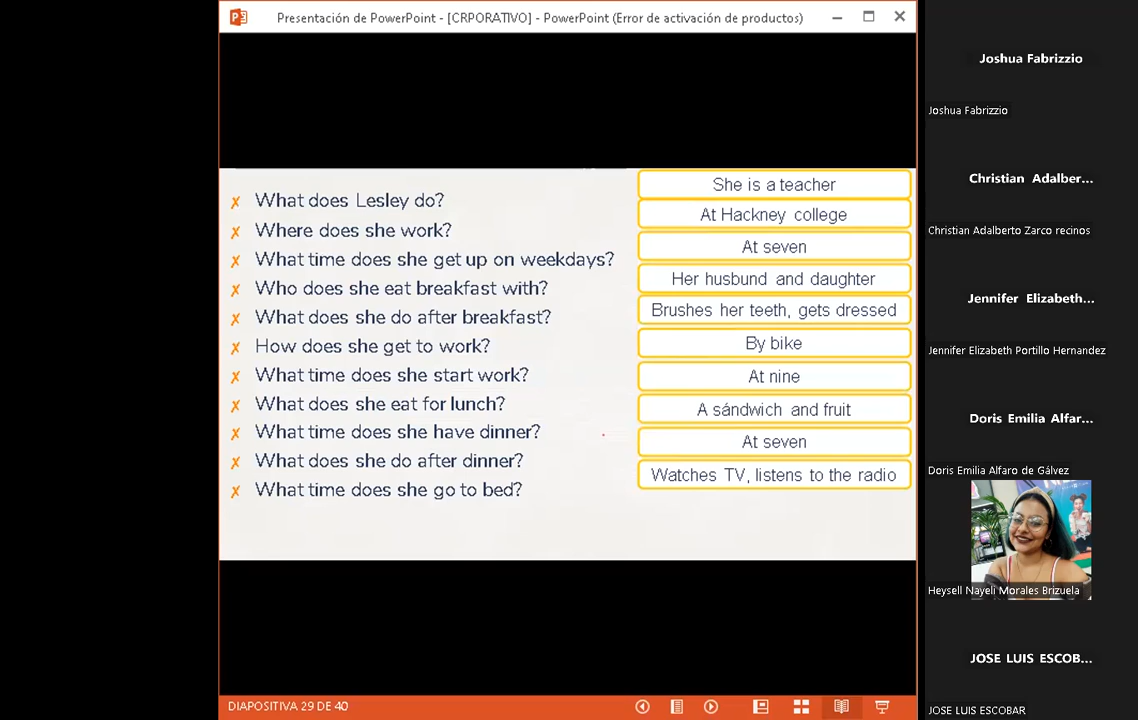 Presentación de PowerPoint - [CRPORATIVO] - PowerPoint (Error de activación de productos)
What does Lesley do?
She is a teacher
Where does she work?
At Hackney college
What time does she get up on weekdays?
At seven
Who does she eat breakfast with?
Her husbund and daughter
What does she do after breakfast?
Brushes her teeth, gets dressed
How does she get to work?
By bike
What time does she start work?
At nine
What does she eat for lunch?
A sándwich and fruit
What time does she have dinner?
At seven
What does she do after dinner?
Watches TV, listens to the radio
What time does she go to bed?
DIAPOSITIVA 29 DE 40
Joshua Fabrizzio
Joshua Fabrizzio
Christian Adalber...
Christian Adalberto Zarco recinos
Jennifer Elizabeth...
Jennifer Elizabeth Portillo Hernandez
Doris Emilia Alfar...
Doris Emilia Alfaro de Gálvez
Heysell Nayeli Morales Brizuela
JOSE LUIS ESCOB...
JOSE LUIS ESCOBAR